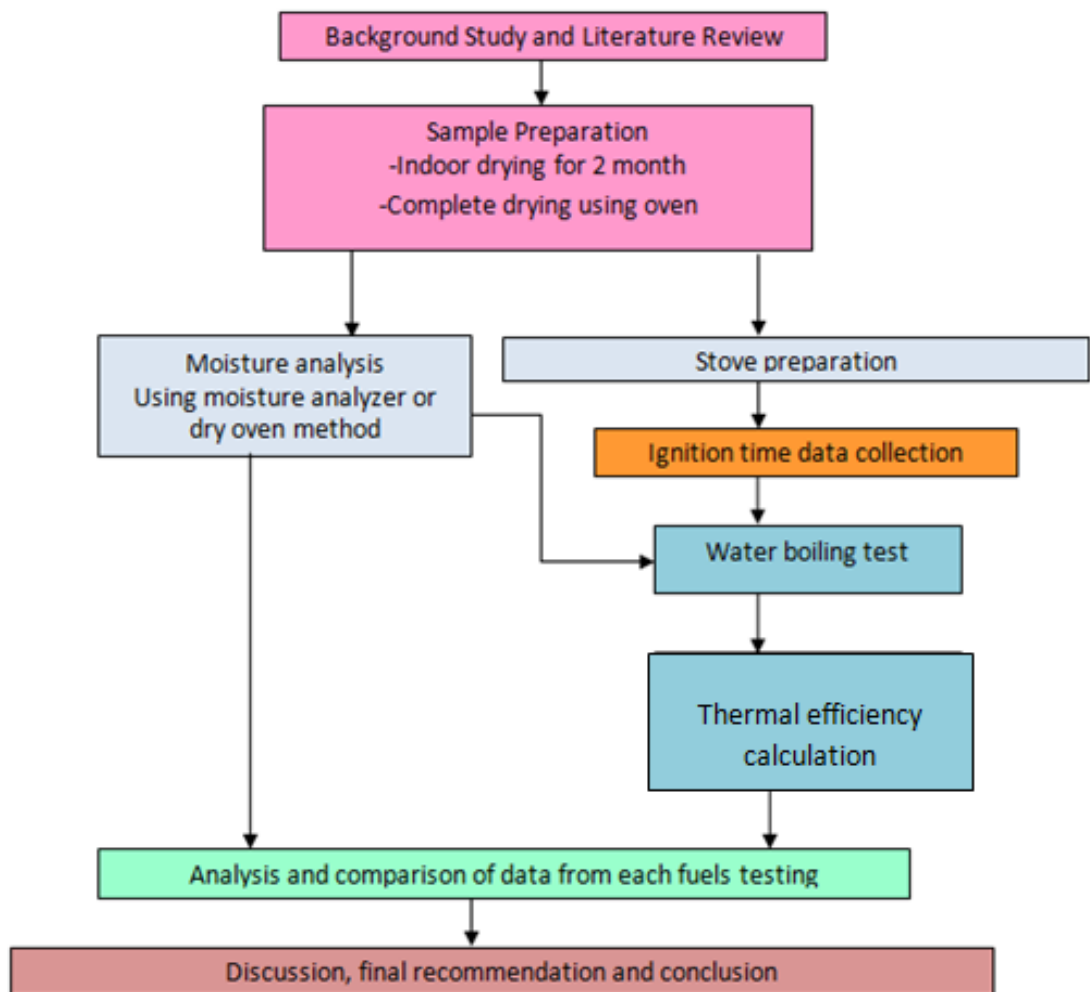 Background Study and Literature Review
Sample Preparation
-Indoor drying for 2 month
-Complete drying using oven
Moisture analysis
Using moisture analyzer or
dry oven method
Stove preparation
Ignition time data collection
Water boiling test
Thermal efficiency
calculation
Analysis and comparison of data from each fuels testing
Discussion, final recommendation and conclusion